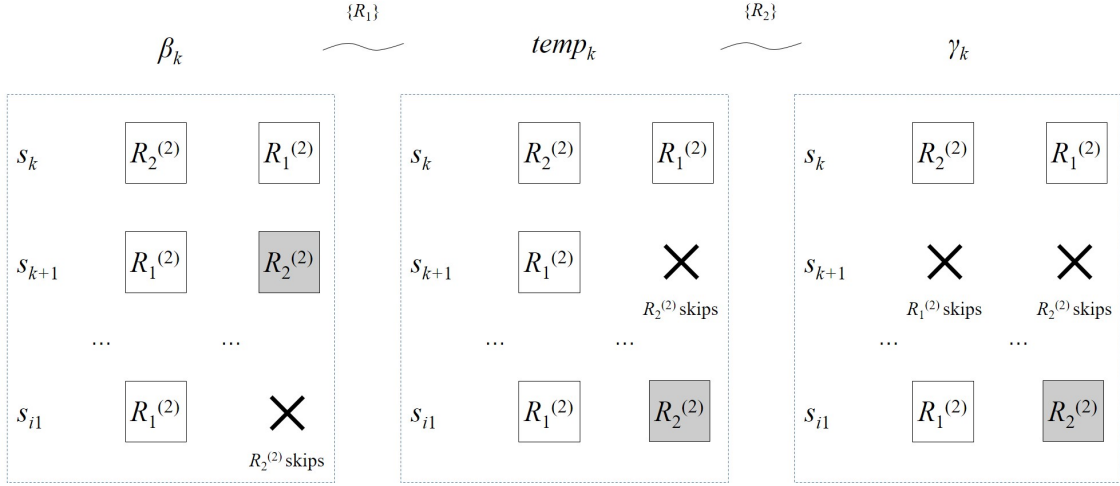 {R₁} {R₂}
βₖ tempₖ γₖ
sₖ R₂⁽²⁾ R₁⁽²⁾ sₖ R₂⁽²⁾ R₁⁽²⁾ sₖ R₂⁽²⁾ R₁⁽²⁾
sₖ₊₁ R₁⁽²⁾ R₂⁽²⁾ sₖ₊₁ R₁⁽²⁾ sₖ₊₁
R₂⁽²⁾ skips R₁⁽²⁾ skips R₂⁽²⁾ skips
... ... ... ... ... ...
sᵢ₁ R₁⁽²⁾ sᵢ₁ R₁⁽²⁾ R₂⁽²⁾ sᵢ₁ R₁⁽²⁾ R₂⁽²⁾
R₂⁽²⁾ skips